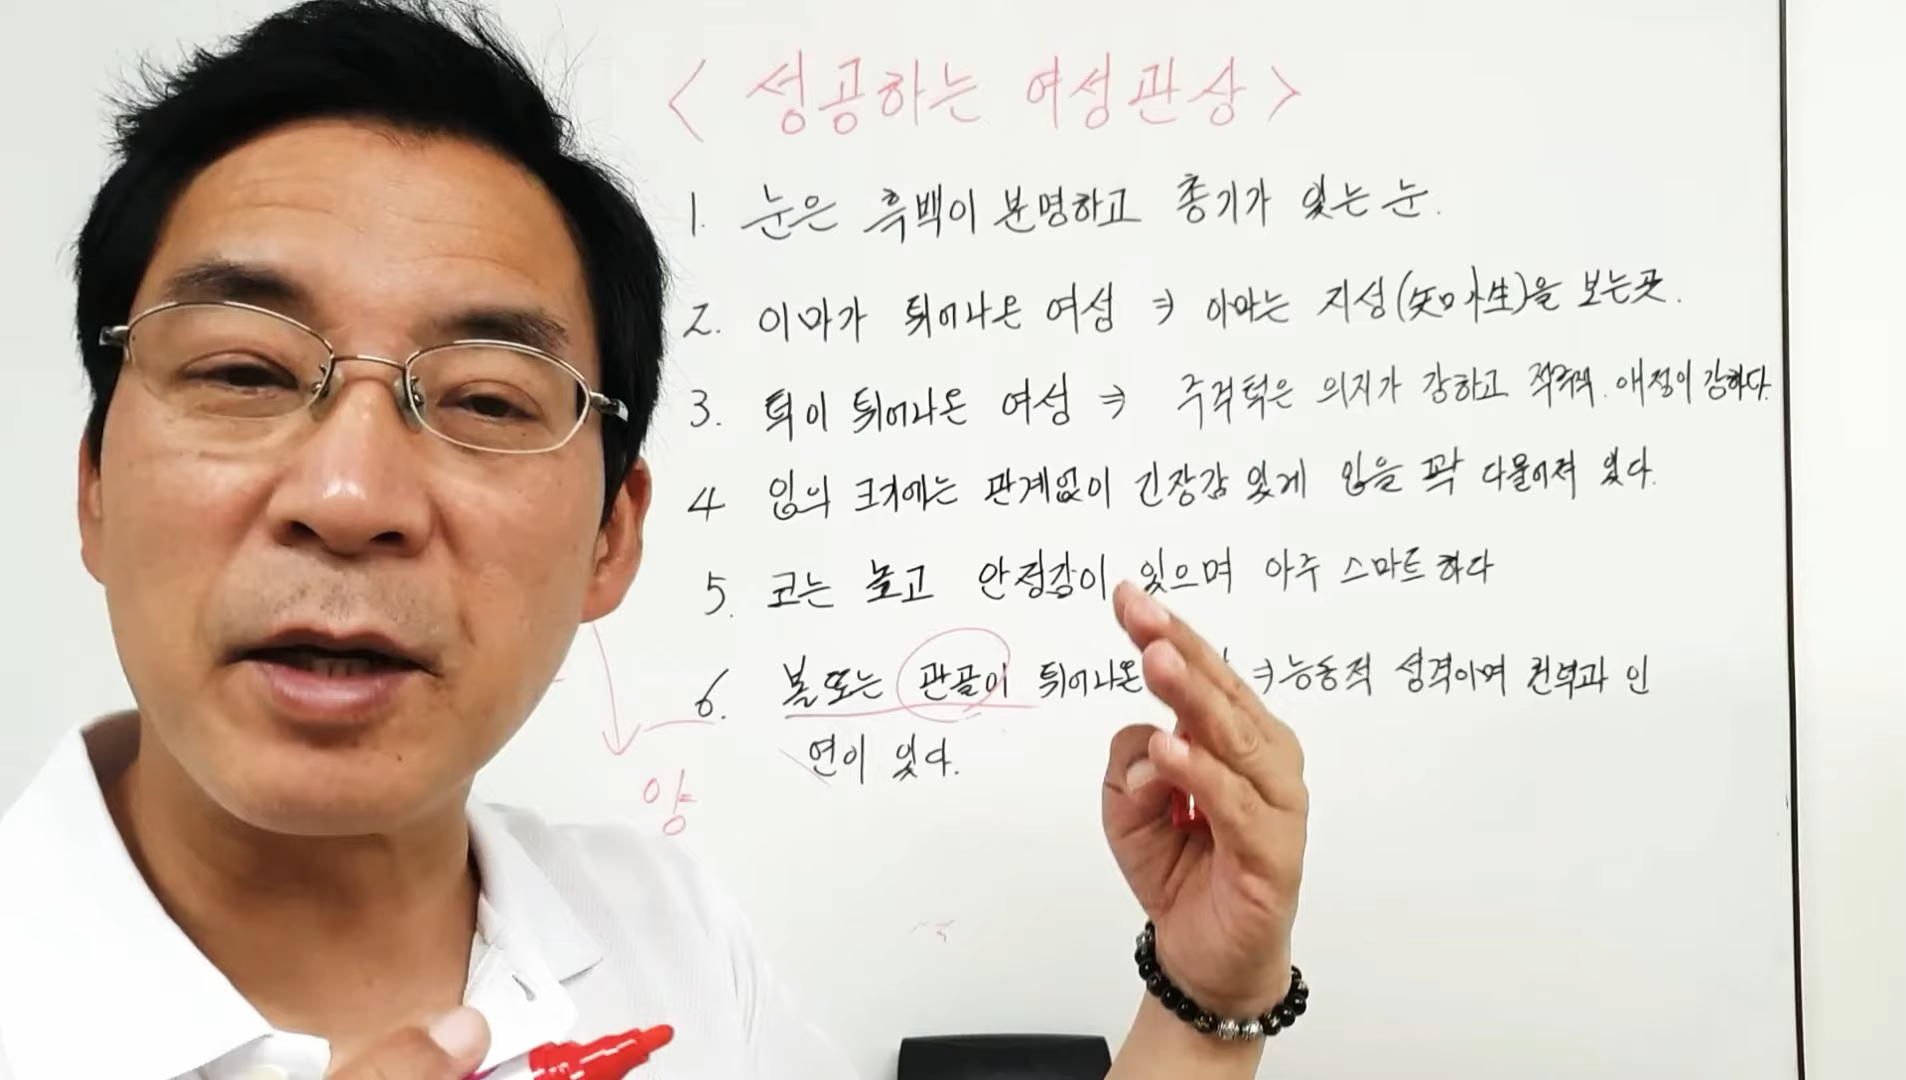 < 성공하는 여성관상 >
1. 눈은 흑백이 분명하고 총기가 있는 눈.
2. 이마가 튀어나온 여성 ⇒ 이마는 지성(知性)을 보는곳.
3. 턱이 튀어나온 여성 ⇒ 주걱턱은 의지가 강하고 적극적. 애정이 강하다.
4 입의 크기에는 관계없이 긴장감 있게 입을 꽉 다물어져 있다.
5. 코는 높고 안정감이 있으며 아주 스마트하다
6. 볼또는 관골이 튀어나온 ⇒ 능동적 성격이며 권부과 인
연이 있다.
양